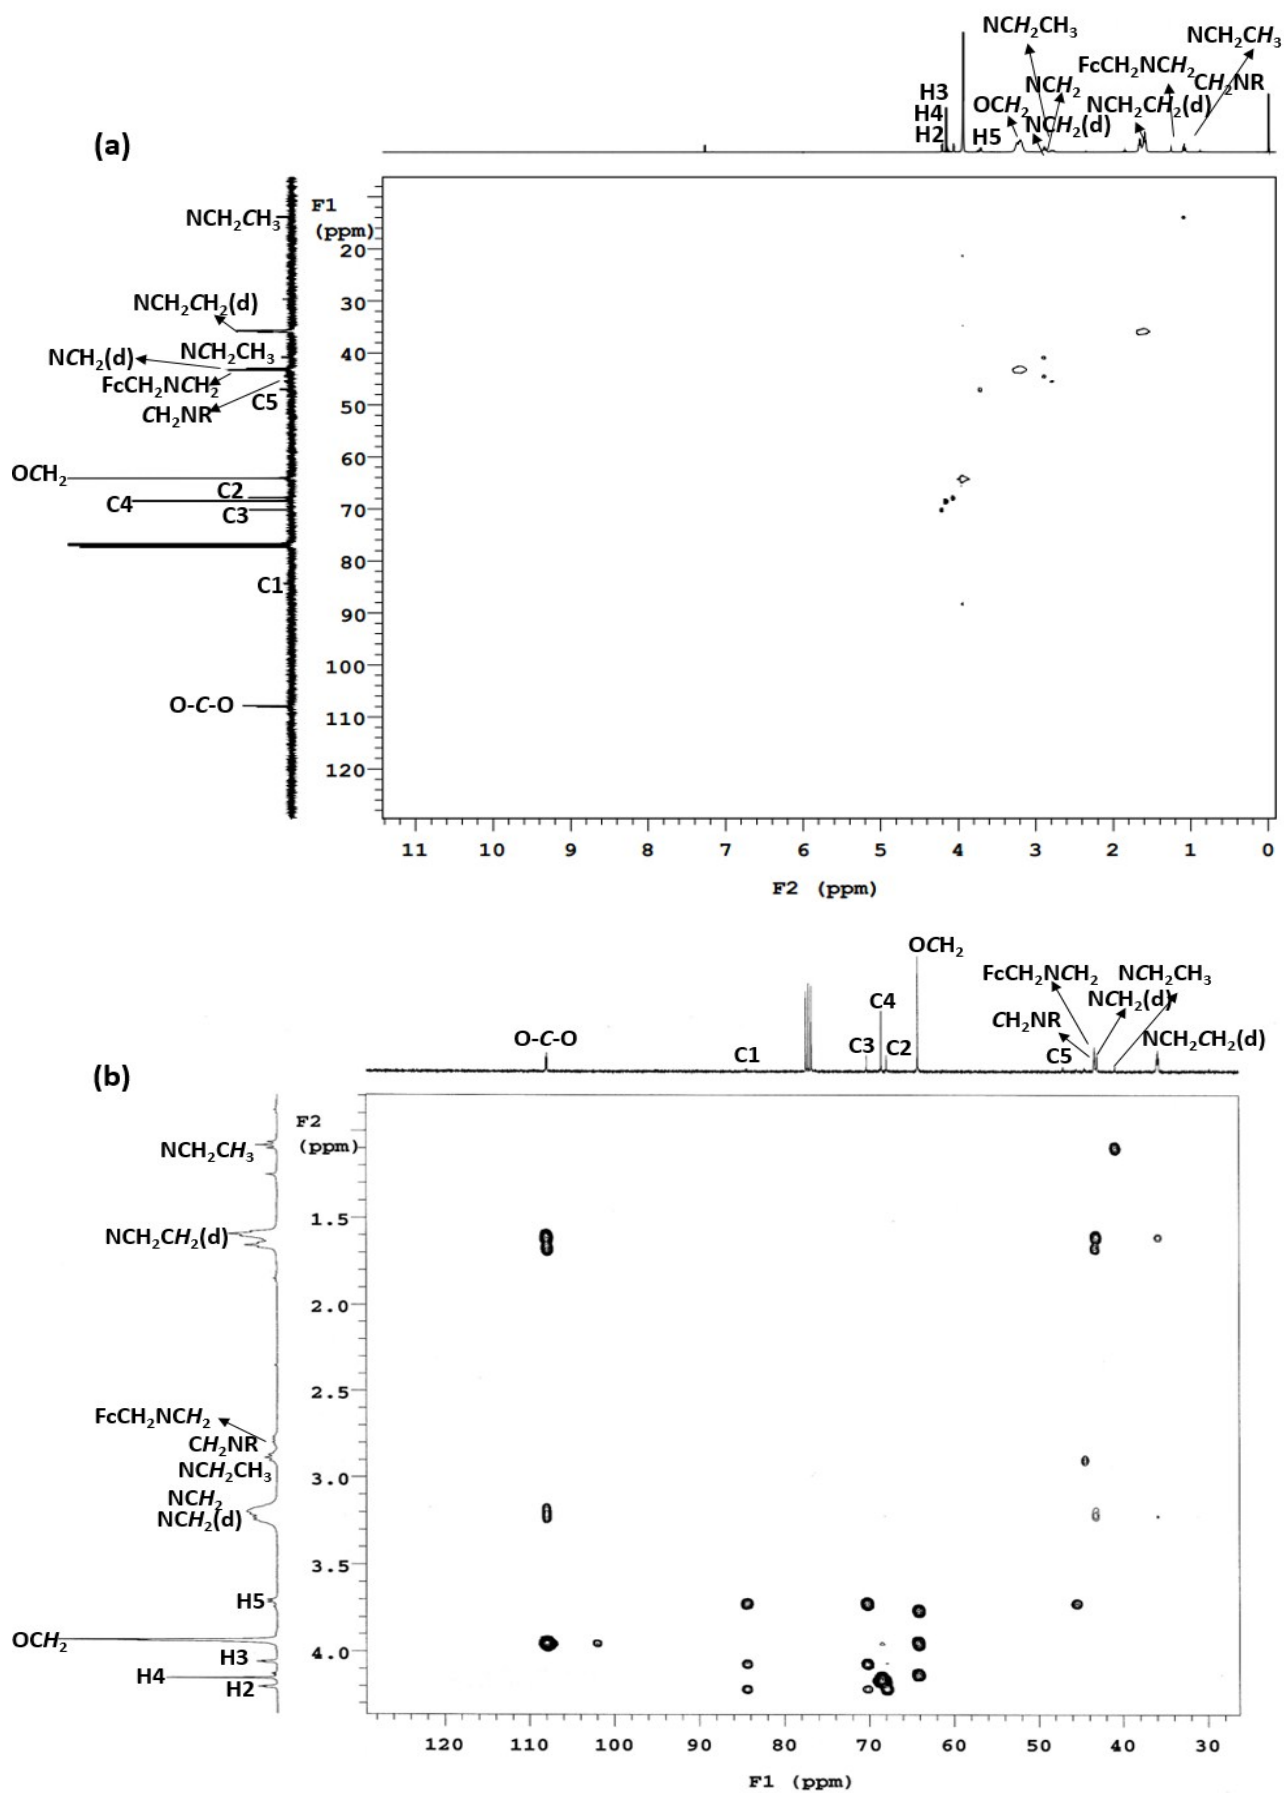 NCH₂CH₃
NCH₂CH₃
FcCH₂NCH₂
CH₂NR
NCH₂
H3
OCH₂
NCH₂CH₂(d)
H4
NCH₂(d)
H2
H5
(a)
F1
(ppm)
NCH₂CH₃
20
30
NCH₂CH₂(d)
40
NCH₂CH₃
NCH₂(d)
FcCH₂NCH₂
C5
CH₂NR
50
60
OCH₂
C2
C4
C3
70
80
C1
90
100
O-C-O
110
120
11 10 9 8 7 6 5 4 3 2 1 0
F2 (ppm)
OCH₂
FcCH₂NCH₂
NCH₂CH₃
C4
NCH₂(d)
CH₂NR
O-C-O
C1
C3
C2
C5
NCH₂CH₂(d)
(b)
F2
(ppm)
NCH₂CH₃
1.5
NCH₂CH₂(d)
2.0
2.5
FcCH₂NCH₂
CH₂NR
NCH₂CH₃
3.0
NCH₂
NCH₂(d)
3.5
H5
OCH₂
4.0
H3
H4
H2
120 110 100 90 80 70 60 50 40 30
F1 (ppm)